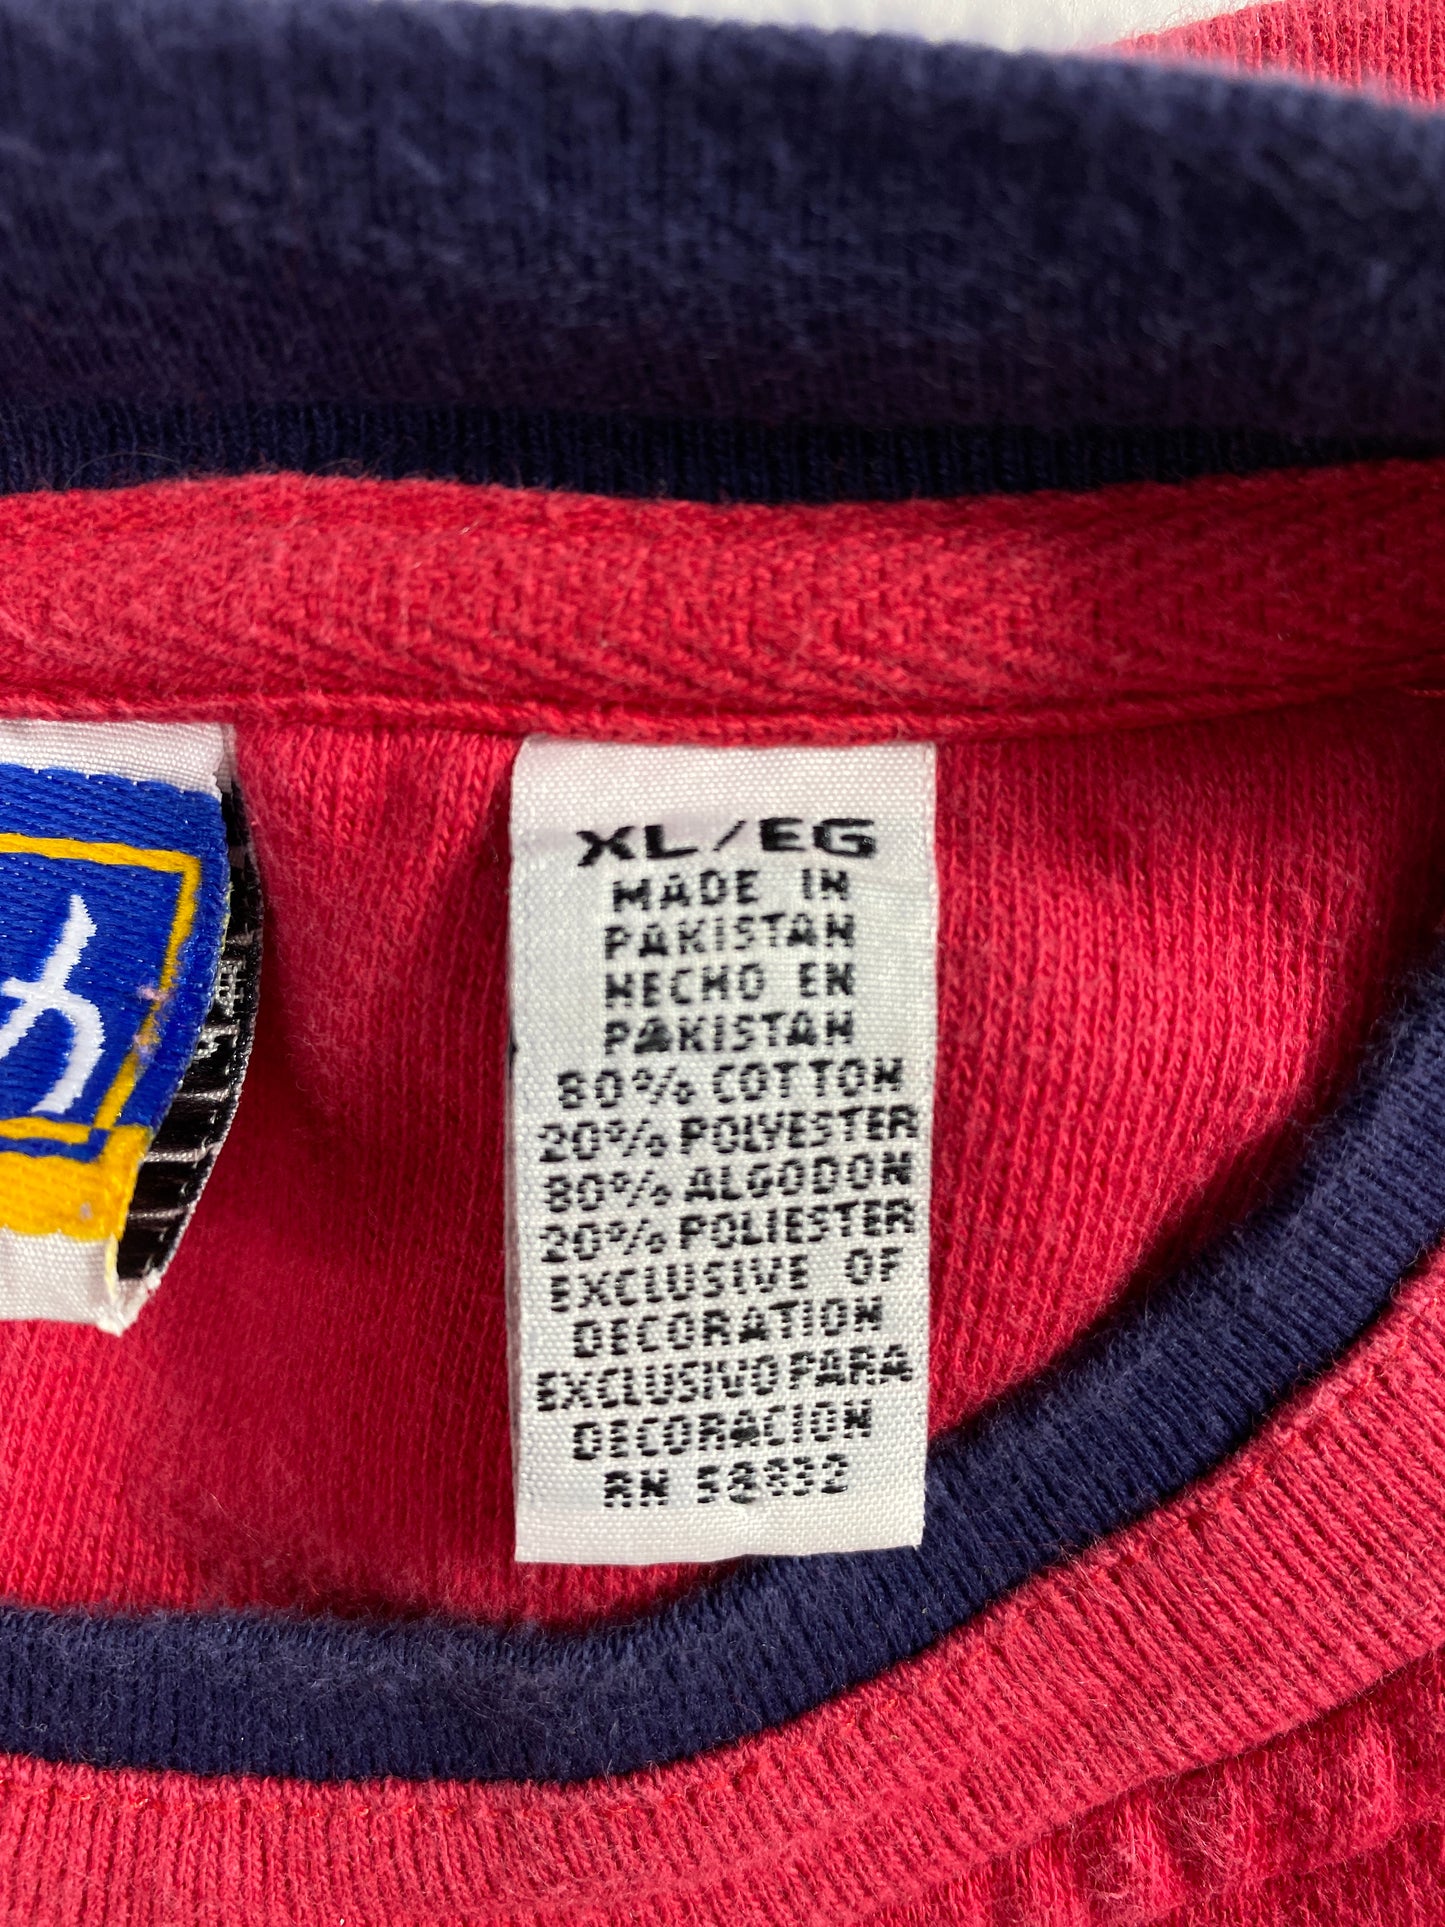 XL/EG
MADE IN
PAKISTAN
HECHO EN
PAKISTAN
80% COTTON
20% POLYESTER
80% ALGODON
20% POLIESTER
EXCLUSIVE OF
DECORATION
EXCLUSIVO PARA
DECORACION
RN 58832